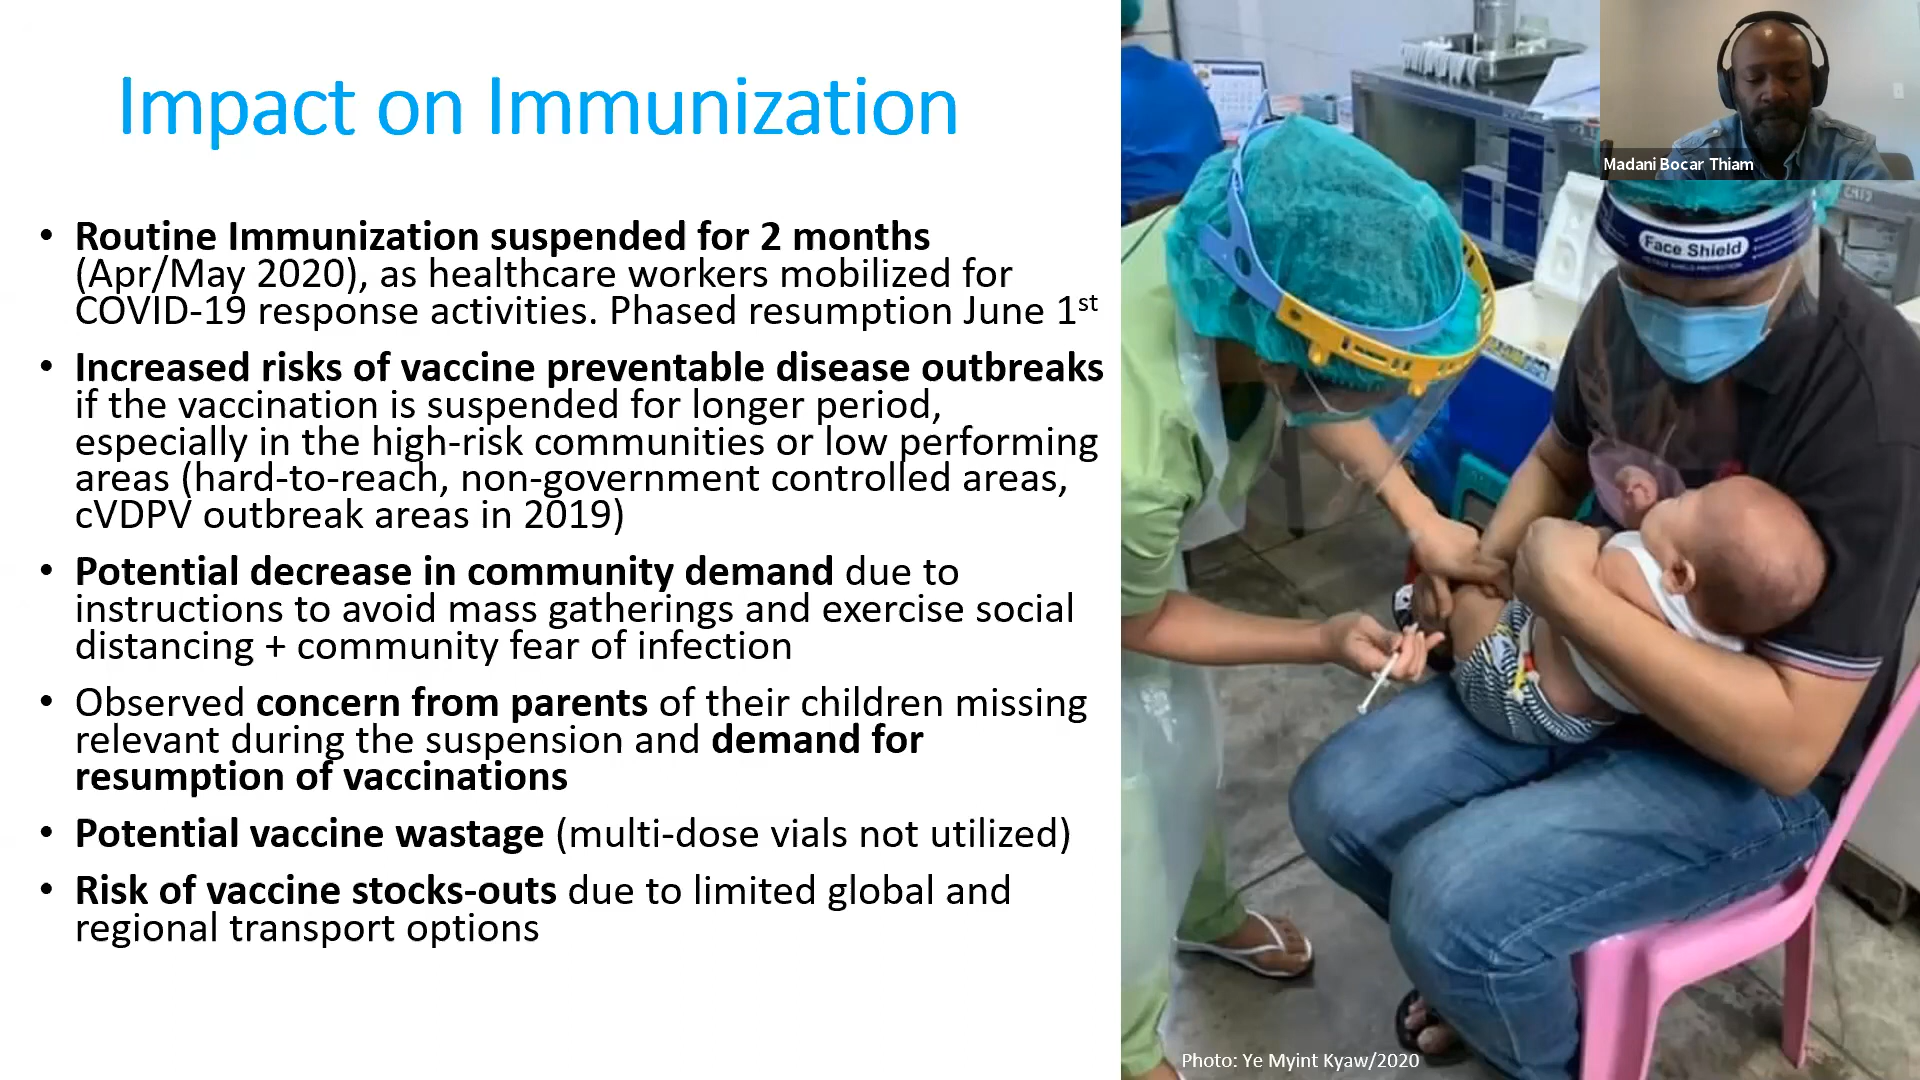 Impact on Immunization
• Routine Immunization suspended for 2 months
(Apr/May 2020), as healthcare workers mobilized for
COVID-19 response activities. Phased resumption June 1st
• Increased risks of vaccine preventable disease outbreaks
if the vaccination is suspended for longer period,
especially in the high-risk communities or low performing
areas (hard-to-reach, non-government controlled areas,
cVDPV outbreak areas in 2019)
• Potential decrease in community demand due to
instructions to avoid mass gatherings and exercise social
distancing + community fear of infection
• Observed concern from parents of their children missing
relevant during the suspension and demand for
resumption of vaccinations
• Potential vaccine wastage (multi-dose vials not utilized)
• Risk of vaccine stocks-outs due to limited global and
regional transport options
Madani Bocar Thiam
Face Shield
Photo: Ye Myint Kyaw/2020